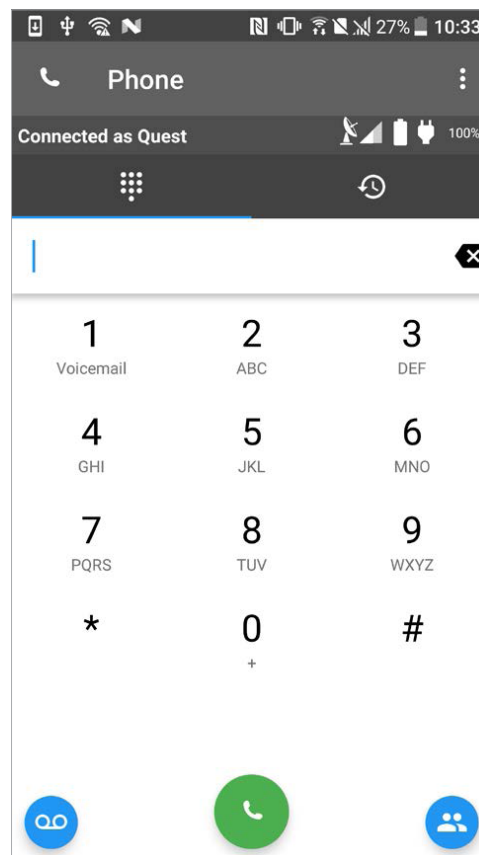 27% 10:33
Phone
Connected as Quest 100%
1 2 3
Voicemail ABC DEF
4 5 6
GHI JKL MNO
7 8 9
PQRS TUV WXYZ
* 0 #
+